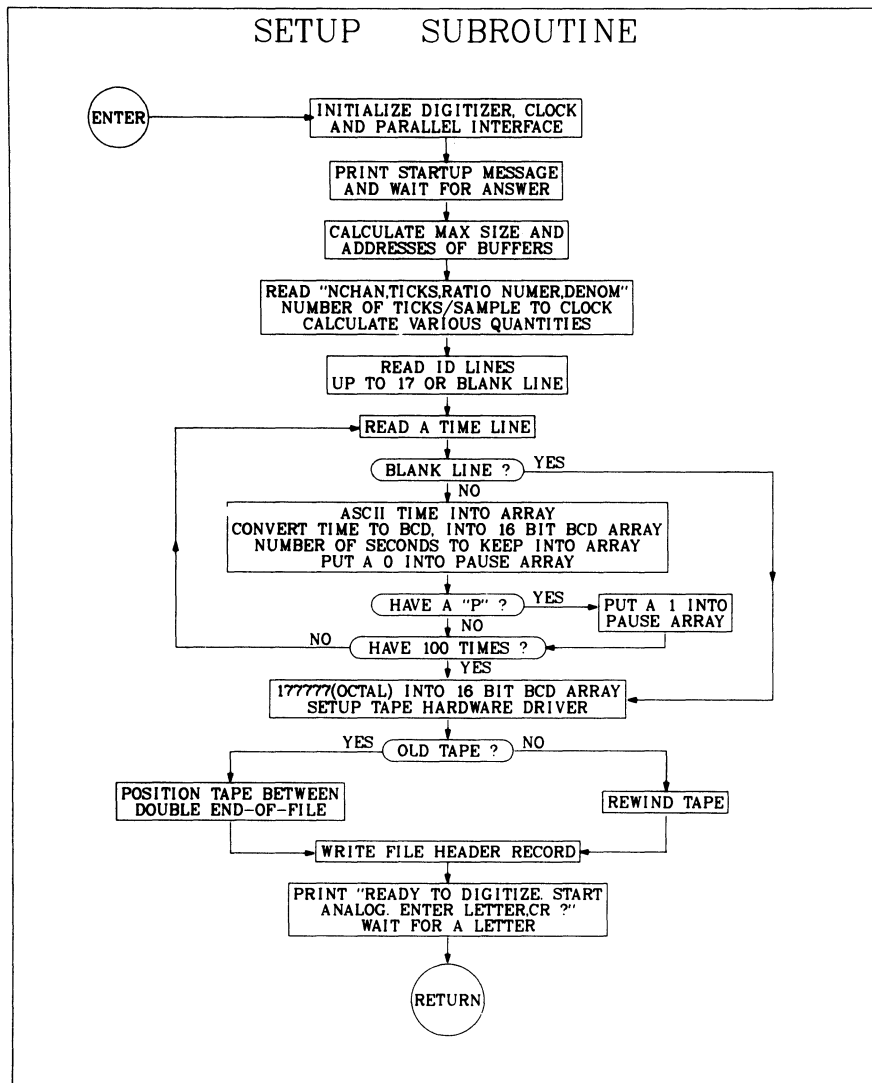 SETUP SUBROUTINE
ENTER
INITIALIZE DIGITIZER, CLOCK
AND PARALLEL INTERFACE
PRINT STARTUP MESSAGE
AND WAIT FOR ANSWER
CALCULATE MAX SIZE AND
ADDRESSES OF BUFFERS
READ "NCHAN,TICKS,RATIO NUMER,DENOM"
NUMBER OF TICKS/SAMPLE TO CLOCK
CALCULATE VARIOUS QUANTITIES
READ ID LINES
UP TO 17 OR BLANK LINE
READ A TIME LINE
BLANK LINE ?
YES
NO
ASCII TIME INTO ARRAY
CONVERT TIME TO BCD, INTO 16 BIT BCD ARRAY
NUMBER OF SECONDS TO KEEP INTO ARRAY
PUT A 0 INTO PAUSE ARRAY
HAVE A "P" ?
YES
PUT A 1 INTO
PAUSE ARRAY
NO
NO
HAVE 100 TIMES ?
YES
177777(OCTAL) INTO 16 BIT BCD ARRAY
SETUP TAPE HARDWARE DRIVER
YES
OLD TAPE ?
NO
POSITION TAPE BETWEEN
DOUBLE END-OF-FILE
REWIND TAPE
WRITE FILE HEADER RECORD
PRINT "READY TO DIGITIZE. START
ANALOG. ENTER LETTER,CR ?"
WAIT FOR A LETTER
RETURN